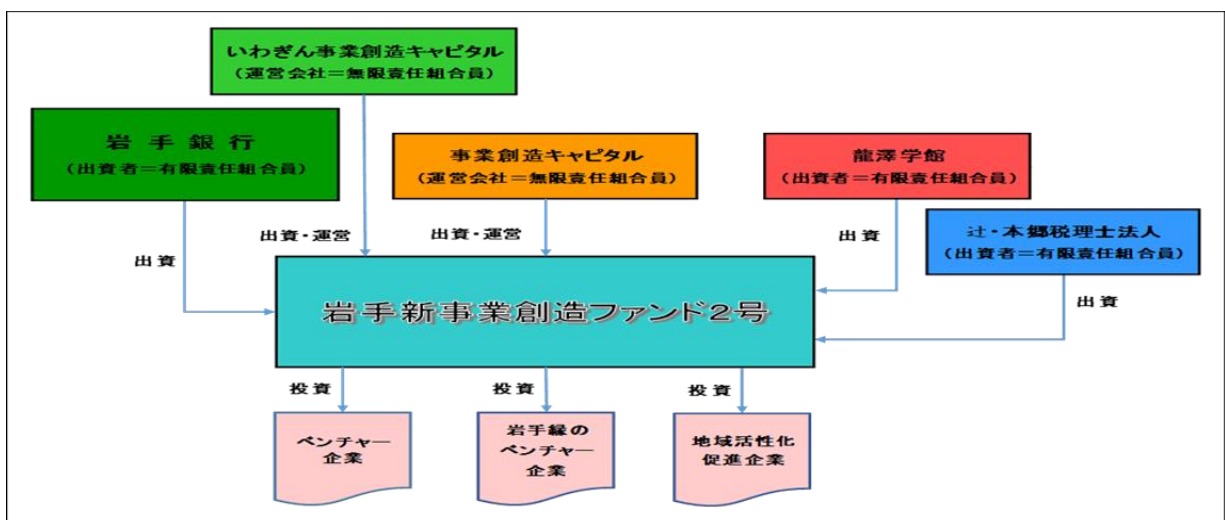 いわぎん事業創造キャピタル
（運営会社＝無限責任組合員）
岩手銀行
（出資者＝有限責任組合員）
事業創造キャピタル
（運営会社＝無限責任組合員）
龍澤学館
（出資者＝有限責任組合員）
辻・本郷税理士法人
（出資者＝有限責任組合員）
出資
出資・運営
出資・運営
出資
出資
岩手新事業創造ファンド２号
投資
投資
投資
ベンチャー
企業
岩手縁の
ベンチャー
企業
地域活性化
促進企業